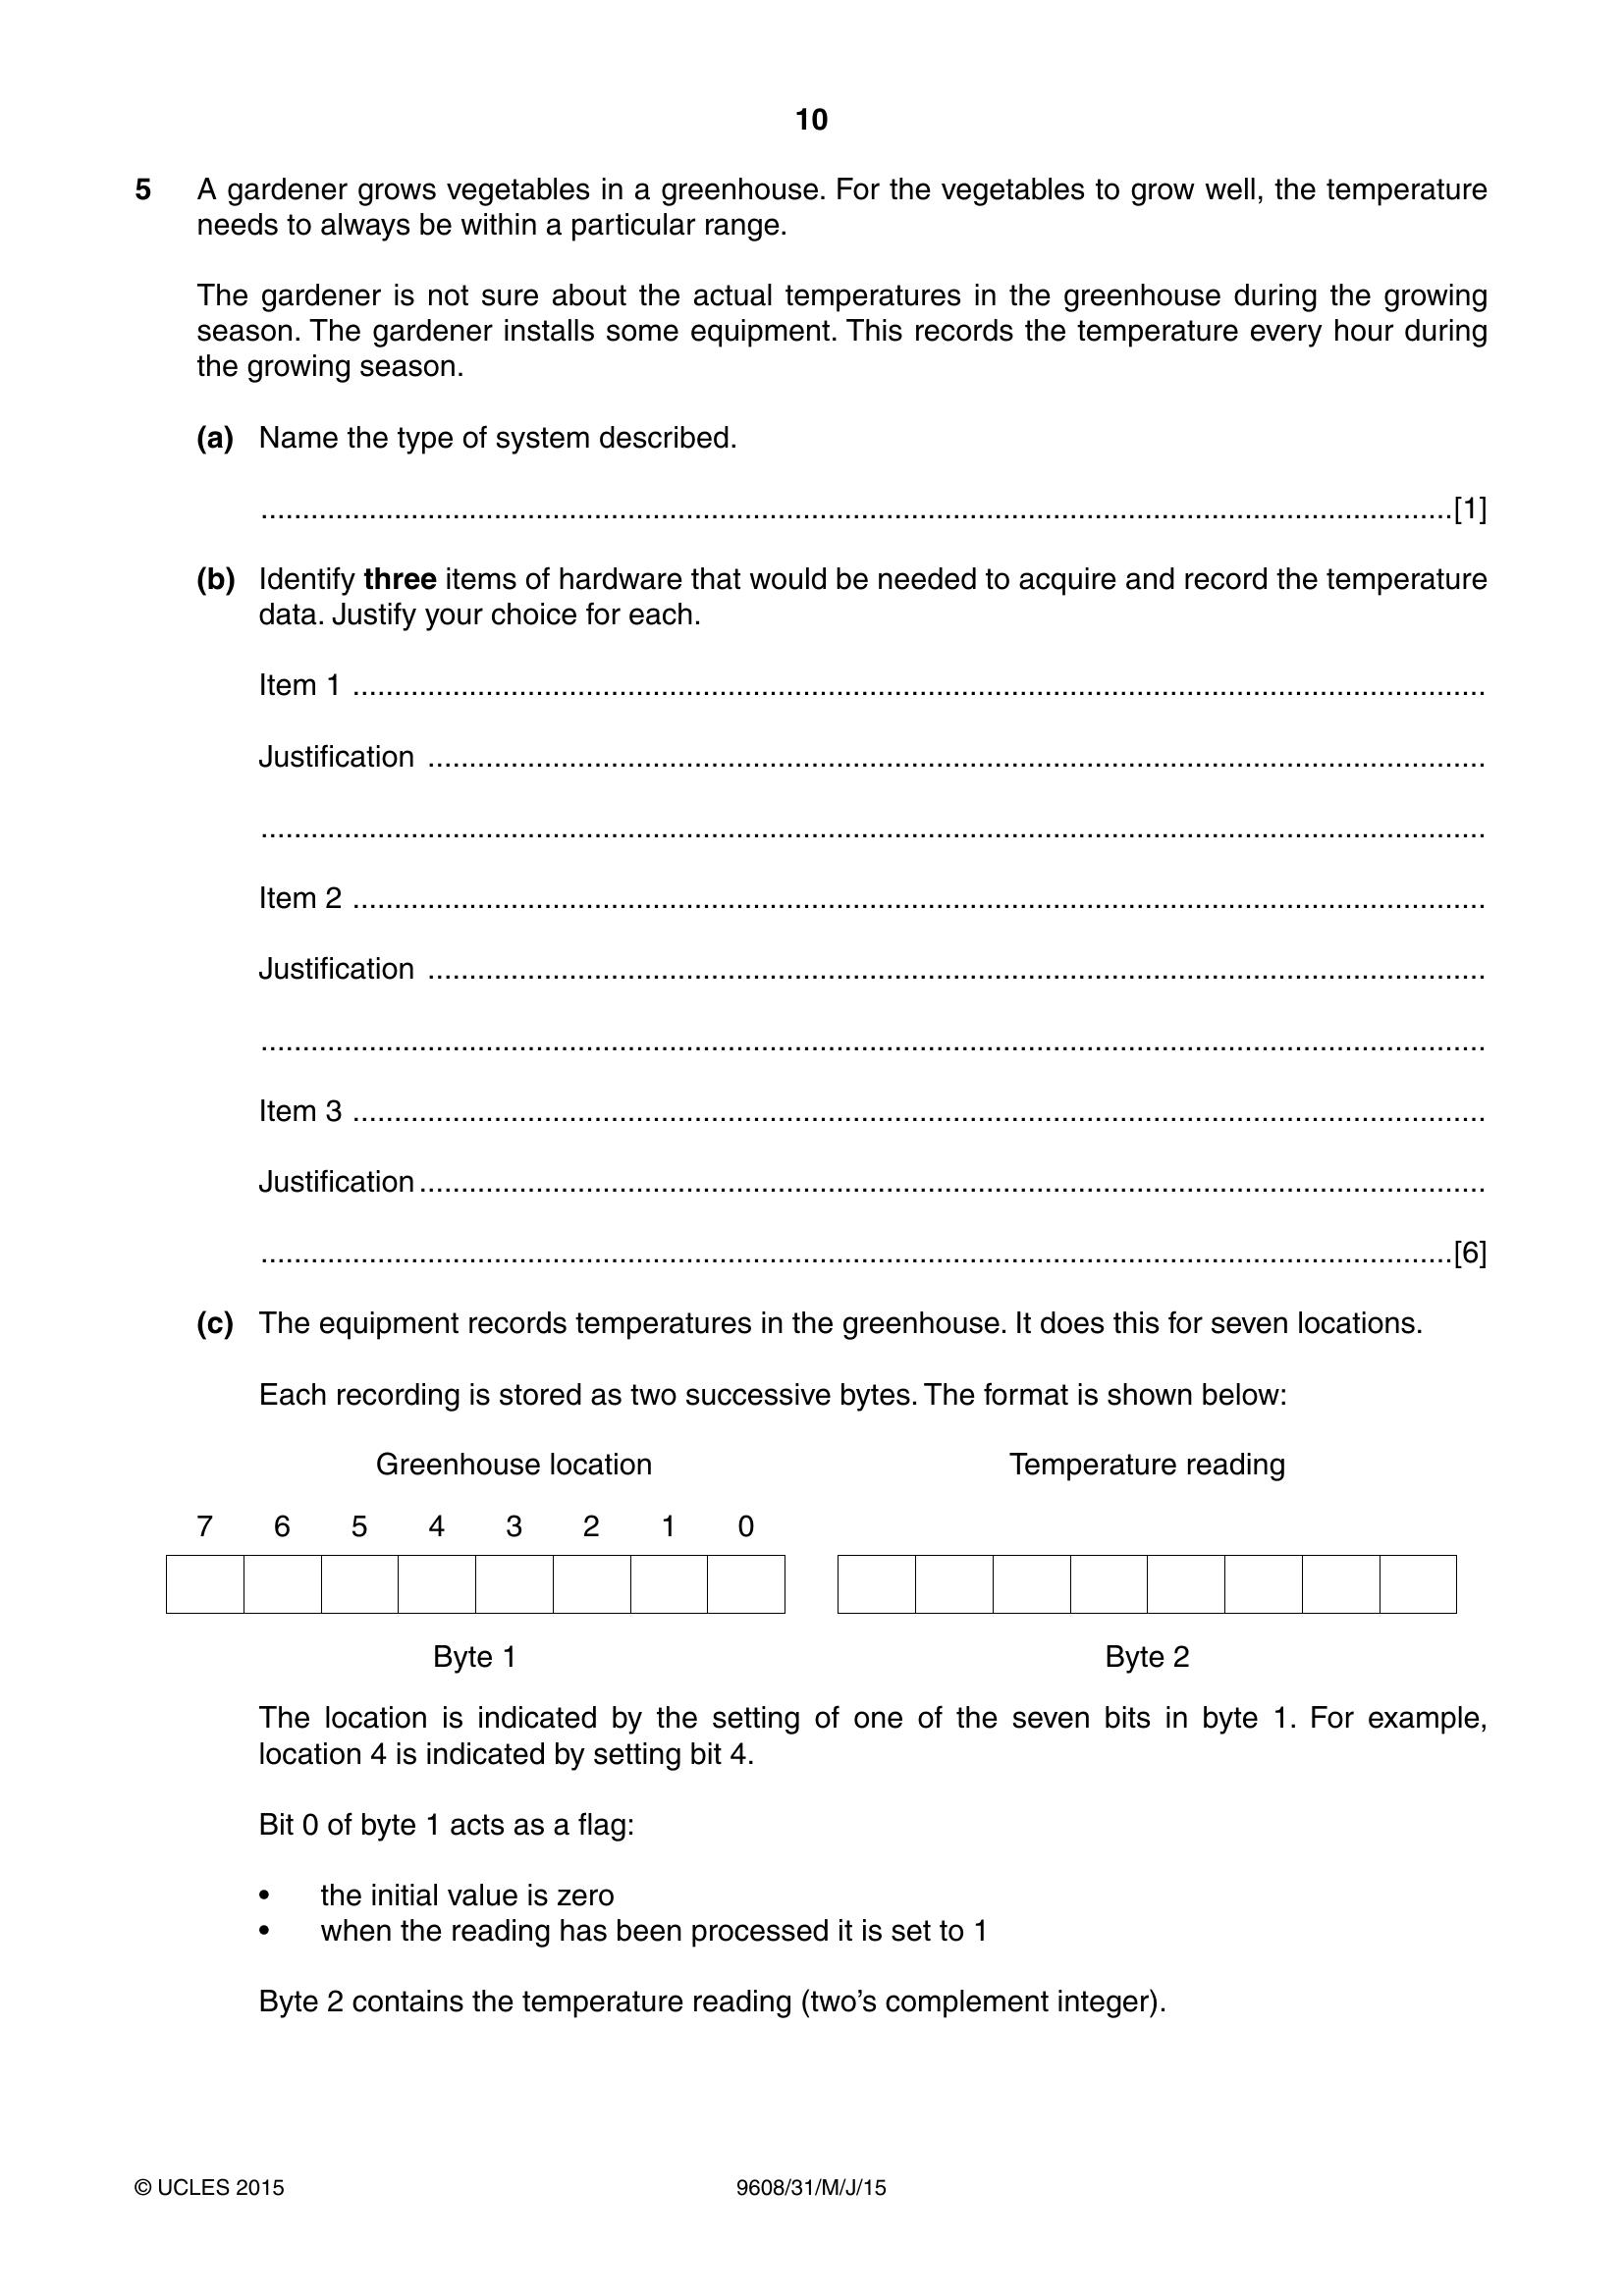 10
5 A gardener grows vegetables in a greenhouse. For the vegetables to grow well, the temperature
needs to always be within a particular range.
The gardener is not sure about the actual temperatures in the greenhouse during the growing
season. The gardener installs some equipment. This records the temperature every hour during
the growing season.
(a) Name the type of system described.
...................................................................................................................................................[1]
(b) Identify three items of hardware that would be needed to acquire and record the temperature
data. Justify your choice for each.
Item 1 ..........................................................................................................................................
Justification .................................................................................................................................
.....................................................................................................................................................
Item 2 ..........................................................................................................................................
Justification .................................................................................................................................
.....................................................................................................................................................
Item 3 ..........................................................................................................................................
Justification .................................................................................................................................
.................................................................................................................................................[6]
(c) The equipment records temperatures in the greenhouse. It does this for seven locations.
Each recording is stored as two successive bytes. The format is shown below:
Greenhouse location Temperature reading
7 6 5 4 3 2 1 0
Byte 1 Byte 2
The location is indicated by the setting of one of the seven bits in byte 1. For example,
location 4 is indicated by setting bit 4.
Bit 0 of byte 1 acts as a flag:
• the initial value is zero
• when the reading has been processed it is set to 1
Byte 2 contains the temperature reading (two’s complement integer).
© UCLES 2015 9608/31/M/J/15